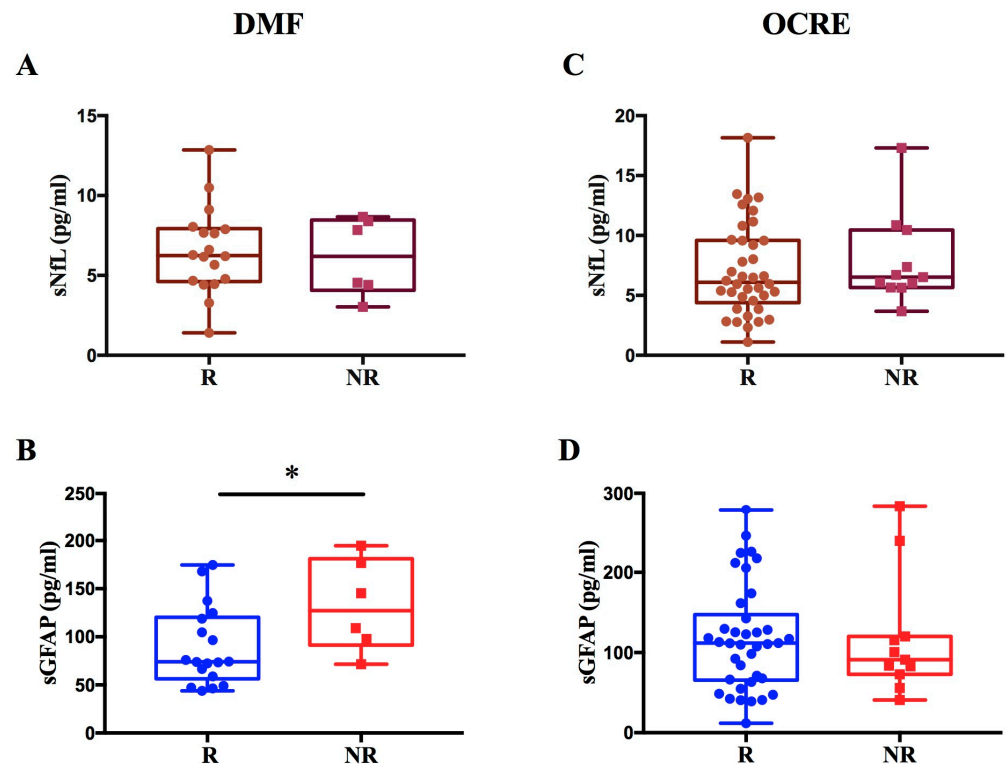 DMF
OCRE
A
sNfL (pg/ml)
15
10
5
0
R
NR
C
sNfL (pg/ml)
20
15
10
5
0
R
NR
B
sGFAP (pg/ml)
250
200
150
100
50
0
*
R
NR
D
sGFAP (pg/ml)
300
200
100
0
R
NR